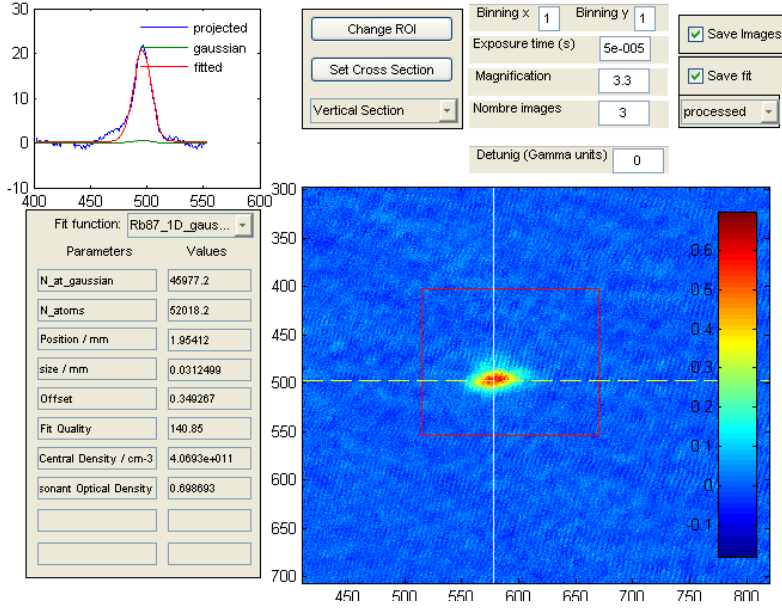 30
20
10
0
-10
400 450 500 550 600
projected
gaussian
fitted
Change ROI
Set Cross Section
Vertical Section
Binning x 1 Binning y 1
Exposure time (s) 5e-005
Magnification 3.3
Nombre images 3
Detunig (Gamma units) 0
Save Images
Save fit
processed
Fit function: Rb87_1D_gaus...
Parameters Values
N_at_gaussian 45977.2
N_atoms 52018.2
Position / mm 1.95412
size / mm 0.0312499
Offset 0.349267
Fit Quality 140.85
Central Density / cm-3 4.0693e+011
sonant Optical Density 0.698693
300
350
400
450
500
550
600
650
700
450 500 550 600 650 700 750 800
0.6
0.5
0.4
0.3
0.2
0.1
0
-0.1